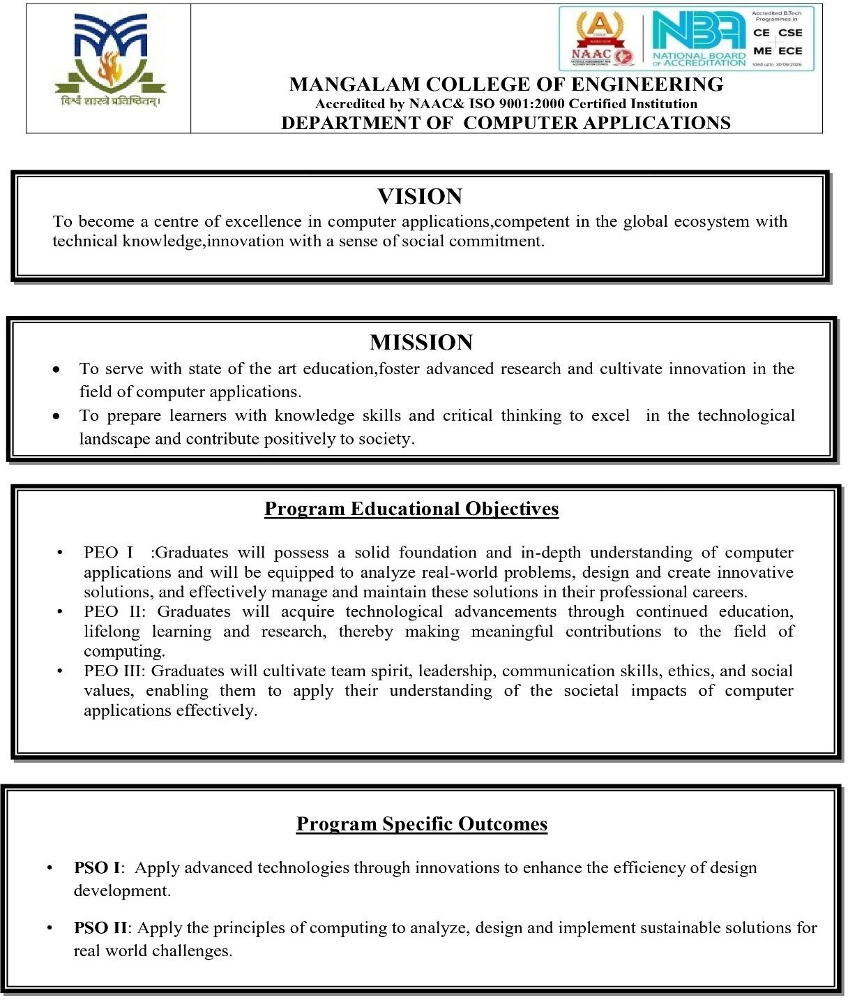 Accredited B.Tech
Programmes in
A
GRADE
NAAC
NATIONAL ASSESSMENT AND
ACCREDITATION COUNCIL
NBA
NATIONAL BOARD
OF ACCREDITATION
CE CSE
ME ECE
Valid upto 30/06/2026
विश्वं शास्त्रे प्रतिष्ठितम्।
MANGALAM COLLEGE OF ENGINEERING
Accredited by NAAC& ISO 9001:2000 Certified Institution
DEPARTMENT OF COMPUTER APPLICATIONS
VISION
To become a centre of excellence in computer applications,competent in the global ecosystem with
technical knowledge,innovation with a sense of social commitment.
MISSION
• To serve with state of the art education,foster advanced research and cultivate innovation in the
field of computer applications.
• To prepare learners with knowledge skills and critical thinking to excel in the technological
landscape and contribute positively to society.
Program Educational Objectives
• PEO I :Graduates will possess a solid foundation and in-depth understanding of computer
applications and will be equipped to analyze real-world problems, design and create innovative
solutions, and effectively manage and maintain these solutions in their professional careers.
• PEO II: Graduates will acquire technological advancements through continued education,
lifelong learning and research, thereby making meaningful contributions to the field of
computing.
• PEO III: Graduates will cultivate team spirit, leadership, communication skills, ethics, and social
values, enabling them to apply their understanding of the societal impacts of computer
applications effectively.
Program Specific Outcomes
• PSO I: Apply advanced technologies through innovations to enhance the efficiency of design
development.
• PSO II: Apply the principles of computing to analyze, design and implement sustainable solutions for
real world challenges.